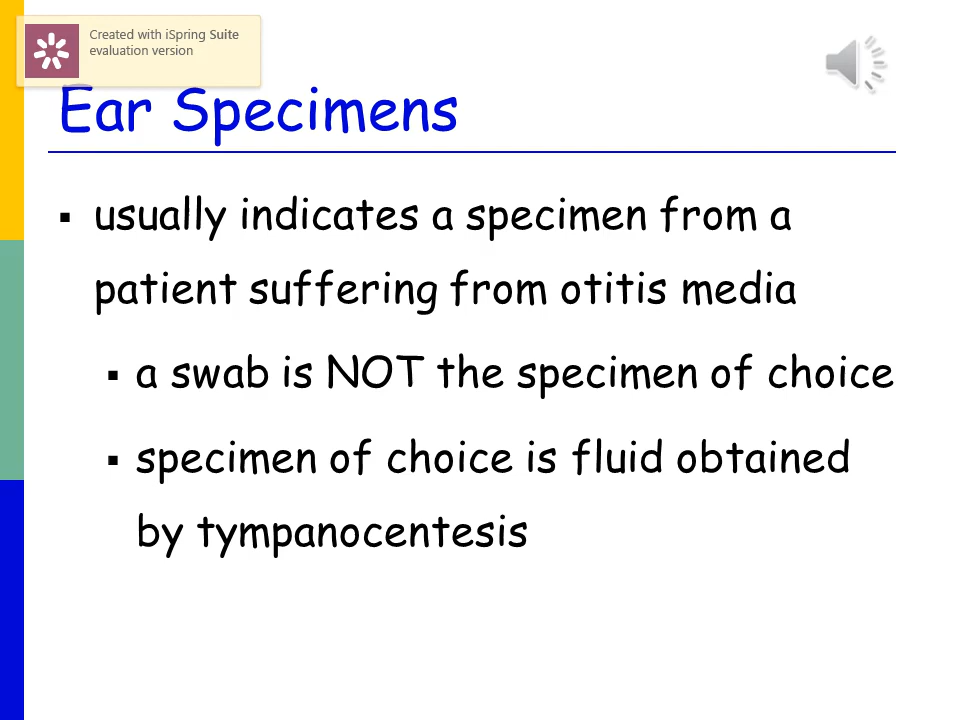 Created with iSpring Suite
evaluation version
Ear Specimens
▪ usually indicates a specimen from a
patient suffering from otitis media
▪ a swab is NOT the specimen of choice
▪ specimen of choice is fluid obtained
by tympanocentesis